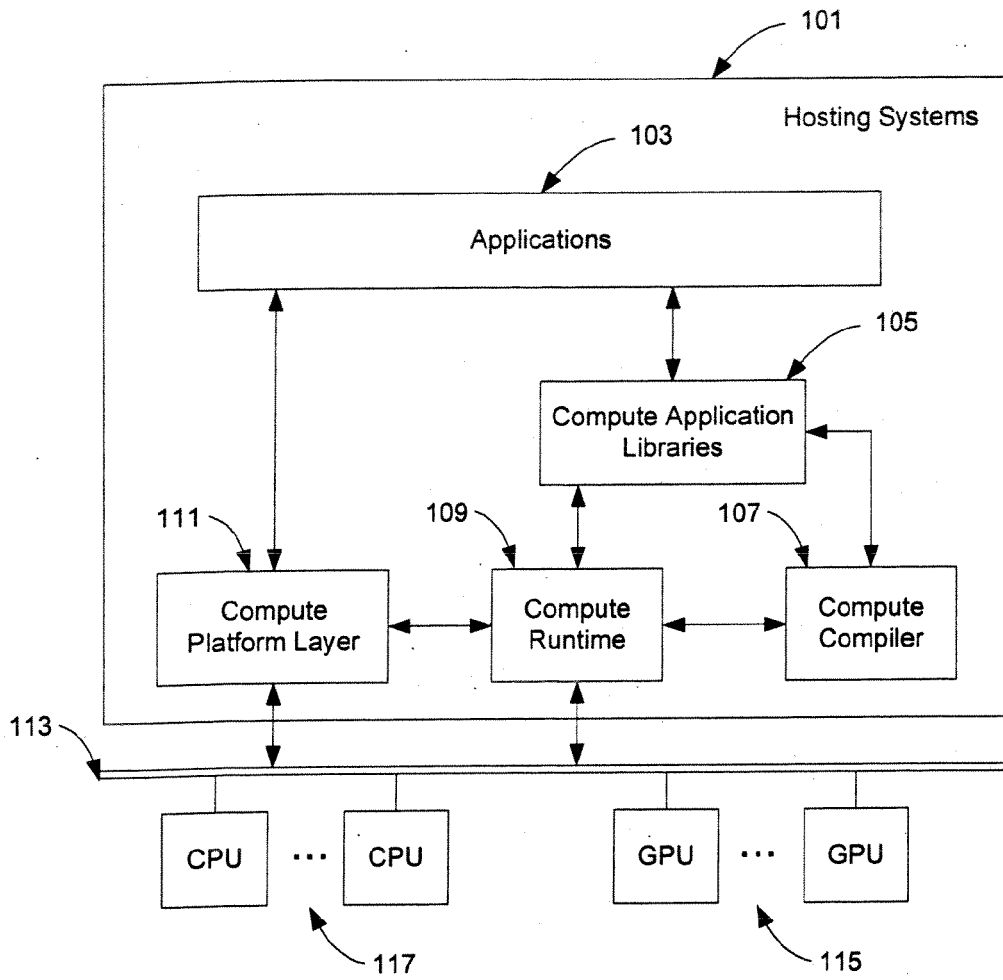 101
Hosting Systems
103
Applications
105
Compute Application
Libraries
111
109
107
Compute
Platform Layer
Compute
Runtime
Compute
Compiler
113
CPU
...
CPU
GPU
...
GPU
117
115